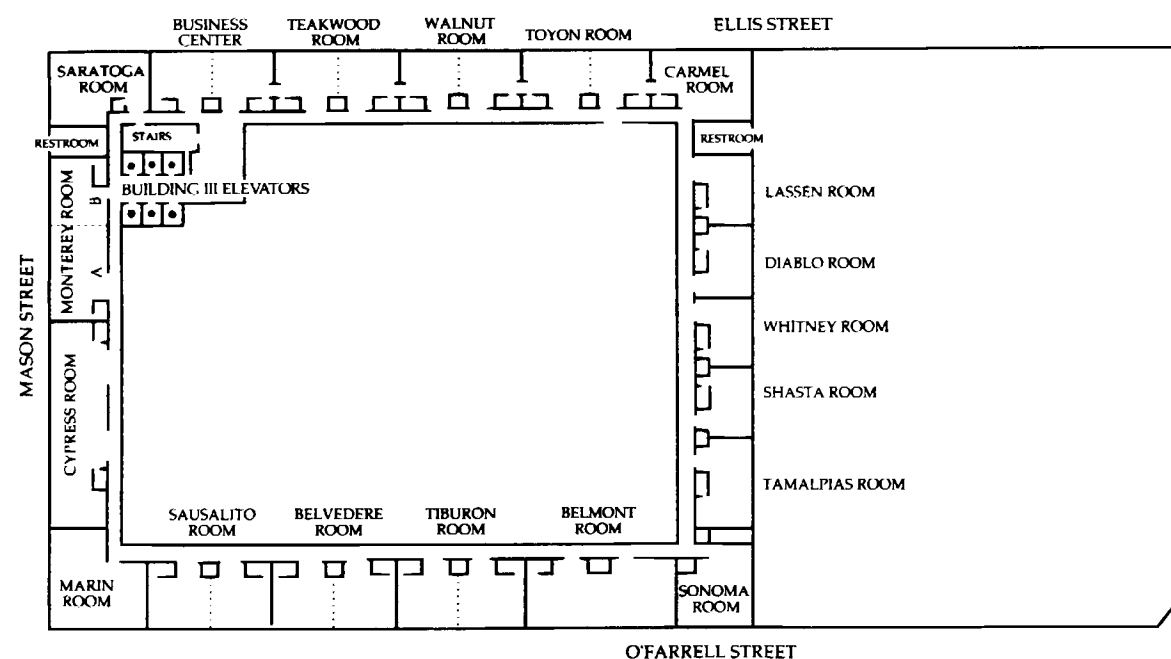 ELLIS STREET
BUSINESS
CENTER
TEAKWOOD
ROOM
WALNUT
ROOM
TOYON ROOM
SARATOGA
ROOM
CARMEL
ROOM
RESTROOM
STAIRS
RESTROOM
BUILDING III ELEVATORS
MONTEREY ROOM
B
A
LASSEN ROOM
DIABLO ROOM
MASON STREET
WHITNEY ROOM
CYPRESS ROOM
SHASTA ROOM
TAMALPIAS ROOM
SAUSALITO
ROOM
BELVEDERE
ROOM
TIBURON
ROOM
BELMONT
ROOM
MARIN
ROOM
SONOMA
ROOM
O'FARRELL STREET